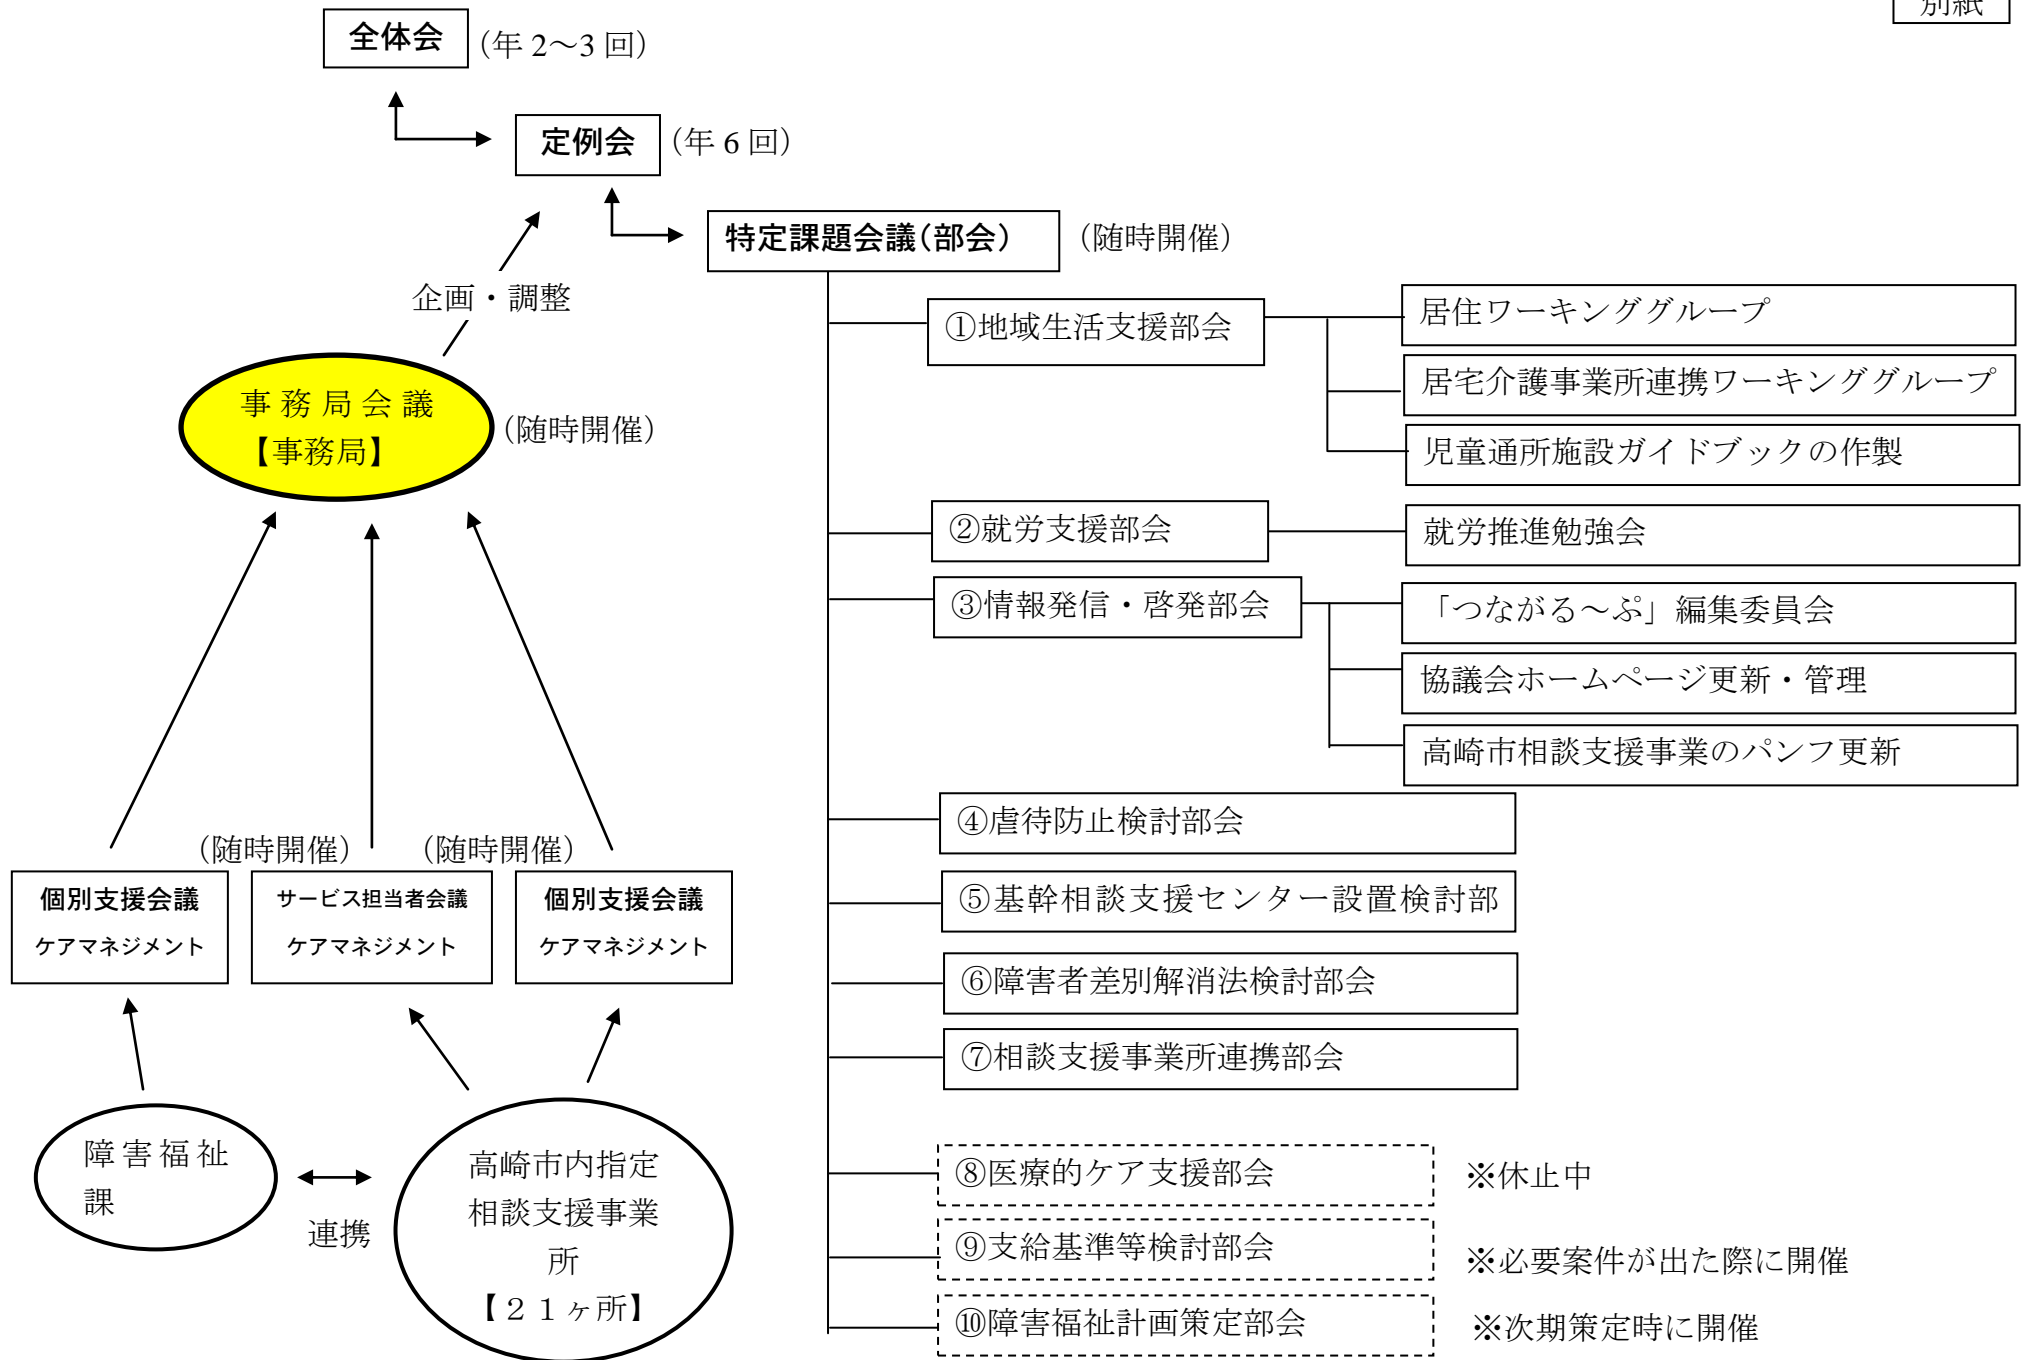 別紙
全体会
（年 2～3 回）
定例会
（年 6 回）
特定課題会議（部会）
（随時開催）
企画・調整
事務局会議
【事務局】
（随時開催）
①地域生活支援部会
居住ワーキンググループ
居宅介護事業所連携ワーキンググループ
児童通所施設ガイドブックの作製
②就労支援部会
就労推進勉強会
③情報発信・啓発部会
「つながる～ぷ」編集委員会
協議会ホームページ更新・管理
高崎市相談支援事業のパンフ更新
④虐待防止検討部会
⑤基幹相談支援センター設置検討部
⑥障害者差別解消法検討部会
⑦相談支援事業所連携部会
⑧医療的ケア支援部会
※休止中
⑨支給基準等検討部会
※必要案件が出た際に開催
⑩障害福祉計画策定部会
※次期策定時に開催
（随時開催）
（随時開催）
個別支援会議
ケアマネジメント
サービス担当者会議
ケアマネジメント
個別支援会議
ケアマネジメント
障害福祉
課
連携
高崎市内指定
相談支援事業
所
【２１ヶ所】